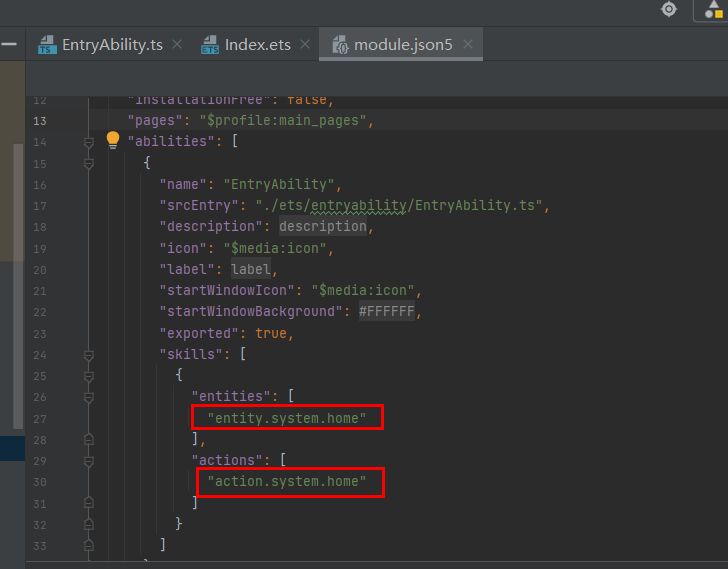 EntryAbility.ts
Index.ets
module.json5
12 "installationFree": false,
13 "pages": "$profile:main_pages",
14 "abilities": [
15 {
16 "name": "EntryAbility",
17 "srcEntry": "./ets/entryability/EntryAbility.ts",
18 "description": description,
19 "icon": "$media:icon",
20 "label": label,
21 "startWindowIcon": "$media:icon",
22 "startWindowBackground": #FFFFFF,
23 "exported": true,
24 "skills": [
25 {
26 "entities": [
27 "entity.system.home"
28 ],
29 "actions": [
30 "action.system.home"
31 ]
32 }
33 ]